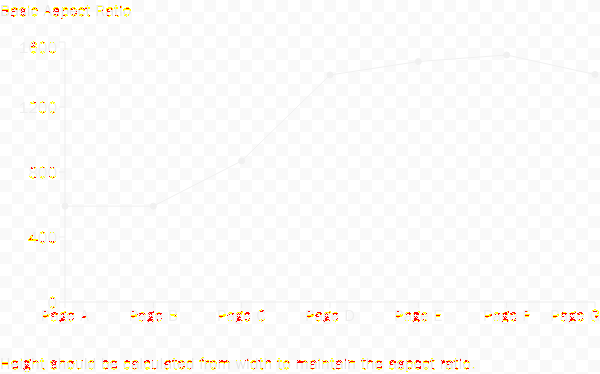 Basic Aspect Ratio
1600
1200
800
400
0
Page A Page B Page C Page D Page E Page F Page G
Height should be calculated from width to maintain the aspect ratio